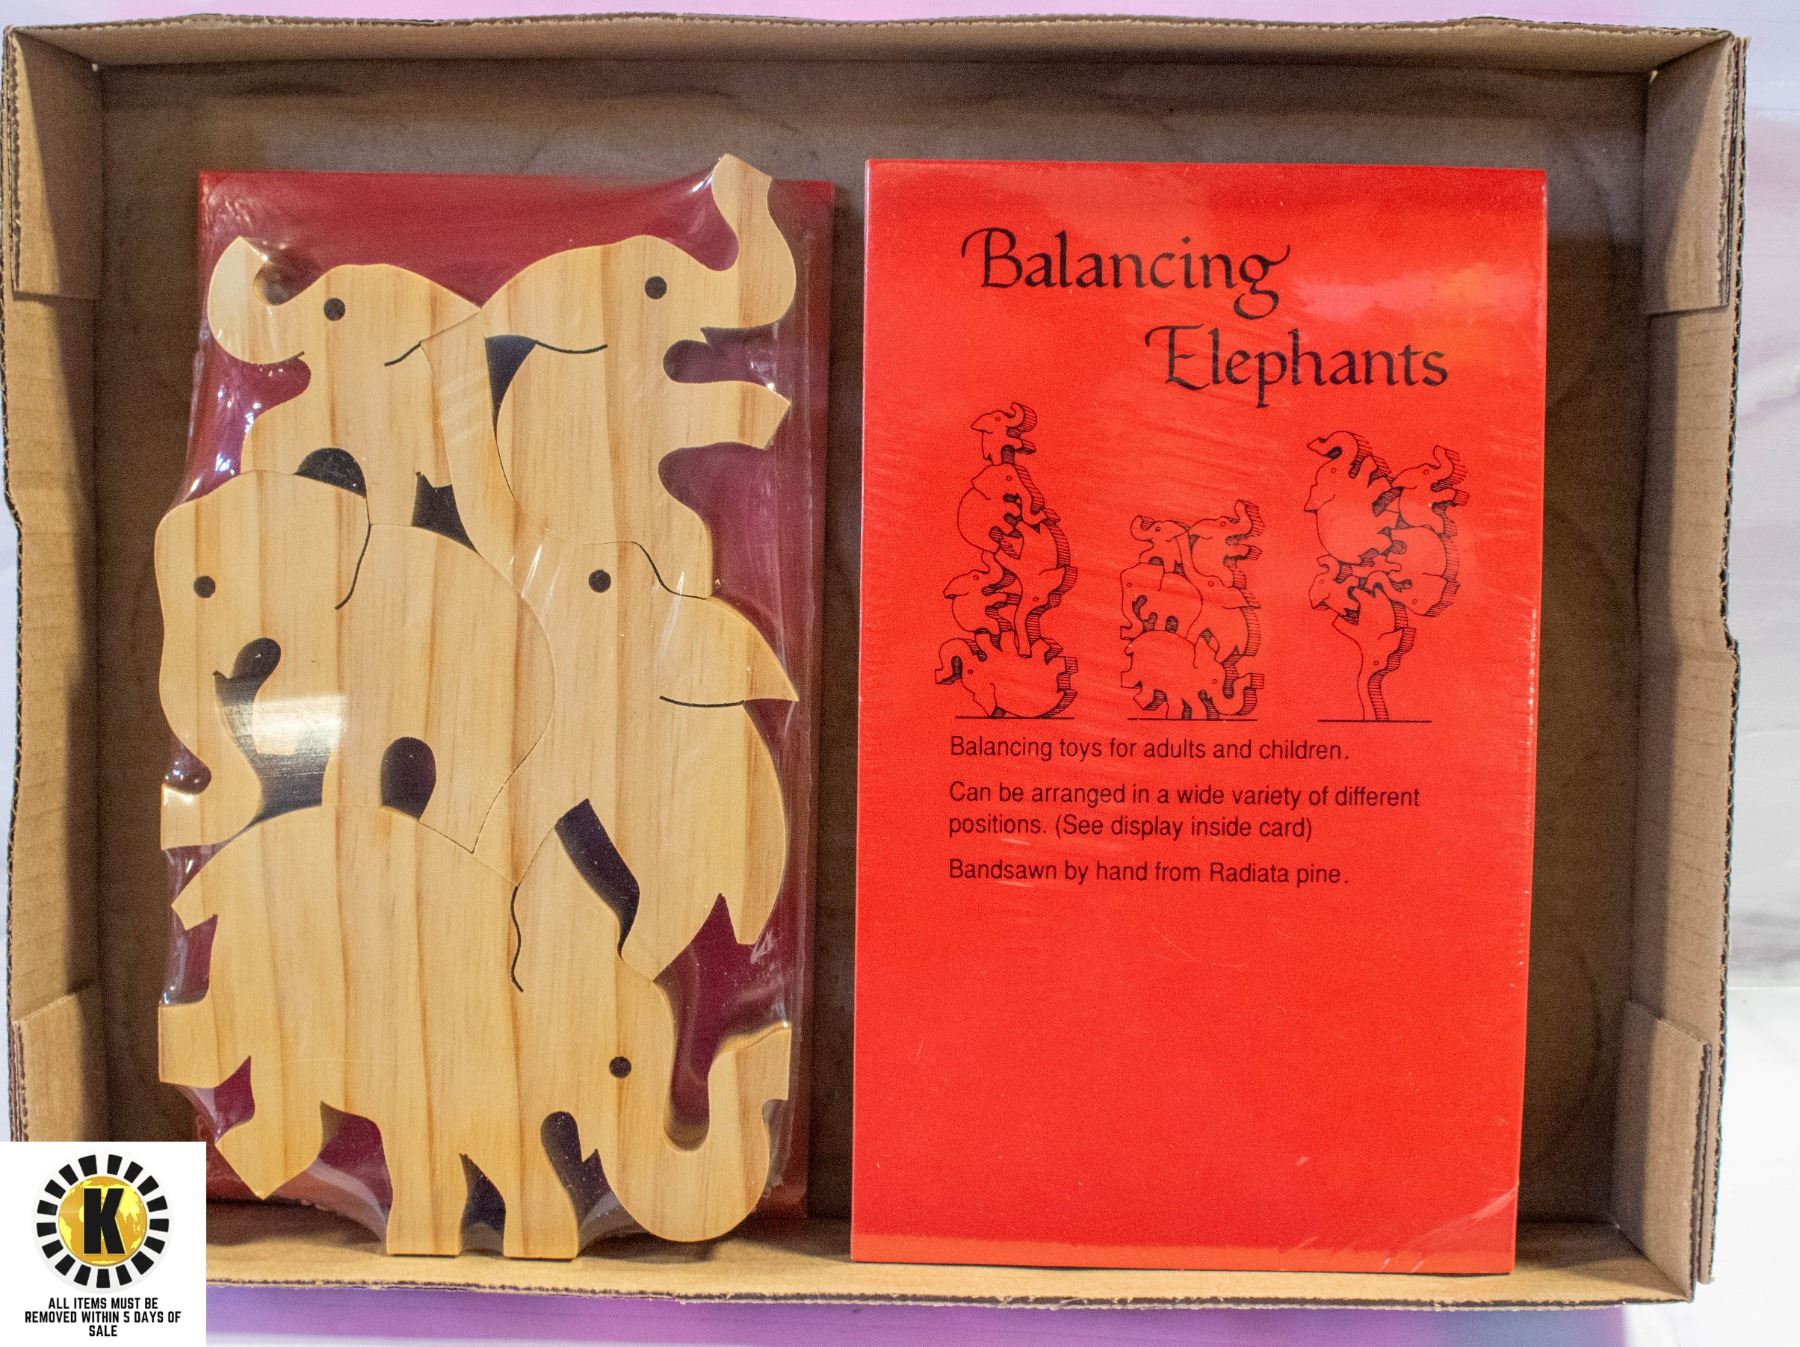 Balancing
Elephants
Balancing toys for adults and children.
Can be arranged in a wide variety of different
positions. (See display inside card)
Bandsawn by hand from Radiata pine.
K
ALL ITEMS MUST BE
REMOVED WITHIN 5 DAYS OF
SALE